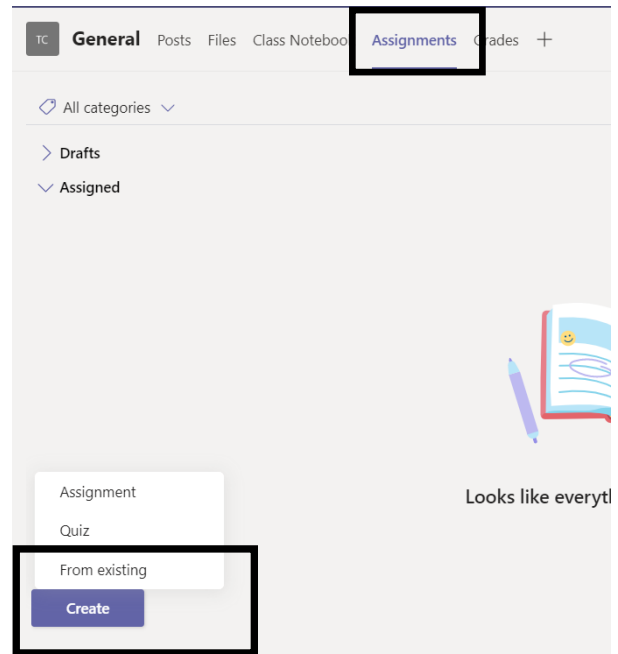 TC General Posts Files Class Noteboo Assignments Grades
All categories
Drafts
Assigned
Looks like everyt
Assignment
Quiz
From existing
Create